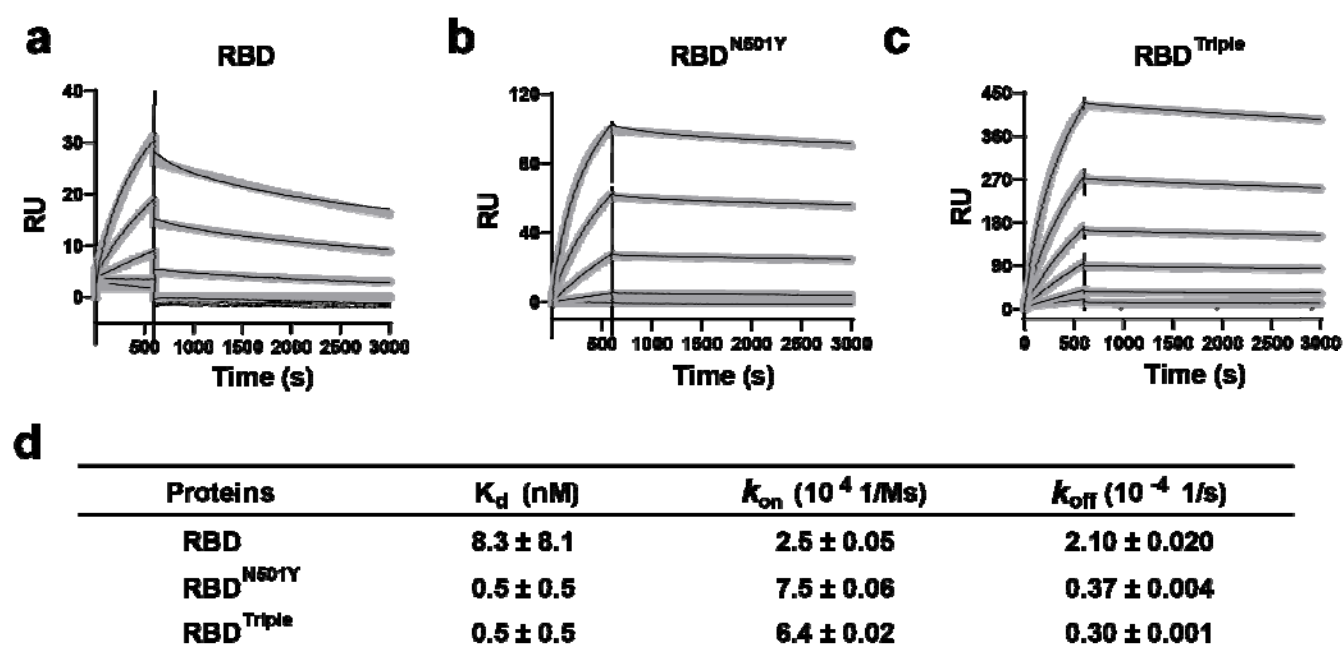 a
RBD
RU
40
30
20
10
0
500 1000 1500 2000 2500 3000
Time (s)
b
RBD N501Y
RU
120
80
40
0
500 1000 1500 2000 2500 3000
Time (s)
c
RBD Triple
RU
450
360
270
180
90
0
0 500 1000 1500 2000 2500 3000
Time (s)
d
Proteins Kd (nM) kon (10 4 1/Ms) koff (10 -4 1/s)
RBD 8.3 ± 8.1 2.5 ± 0.05 2.10 ± 0.020
RBD N501Y 0.5 ± 0.5 7.5 ± 0.06 0.37 ± 0.004
RBD Triple 0.5 ± 0.5 6.4 ± 0.02 0.30 ± 0.001